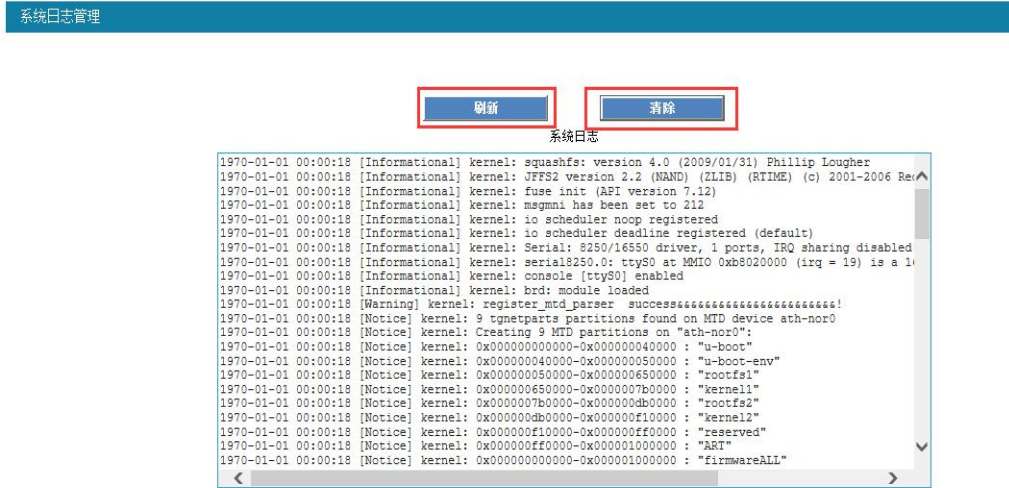 系统日志管理
刷新 清除
系统日志
1970-01-01 00:00:18 [Informational] kernel: squashfs: version 4.0 (2009/01/31) Phillip Lougher
1970-01-01 00:00:18 [Informational] kernel: JFFS2 version 2.2 (NAND) (ZLIB) (RTIME) (c) 2001-2006 Re
1970-01-01 00:00:18 [Informational] kernel: fuse init (API version 7.12)
1970-01-01 00:00:18 [Informational] kernel: msgmni has been set to 212
1970-01-01 00:00:18 [Informational] kernel: io scheduler noop registered
1970-01-01 00:00:18 [Informational] kernel: io scheduler deadline registered (default)
1970-01-01 00:00:18 [Informational] kernel: Serial: 8250/16550 driver, 1 ports, IRQ sharing disabled
1970-01-01 00:00:18 [Informational] kernel: serial8250.0: ttyS0 at MMIO 0xb8020000 (irq = 19) is a 1
1970-01-01 00:00:18 [Informational] kernel: console [ttyS0] enabled
1970-01-01 00:00:18 [Informational] kernel: brd: module loaded
1970-01-01 00:00:18 [Warning] kernel: register_mtd_parser  success&&&&&&&&&&&&&&&&&&&&&&&&!
1970-01-01 00:00:18 [Notice] kernel: 9 tgnetparts partitions found on MTD device ath-nor0
1970-01-01 00:00:18 [Notice] kernel: Creating 9 MTD partitions on "ath-nor0":
1970-01-01 00:00:18 [Notice] kernel: 0x000000000000-0x000000040000 : "u-boot"
1970-01-01 00:00:18 [Notice] kernel: 0x000000040000-0x000000050000 : "u-boot-env"
1970-01-01 00:00:18 [Notice] kernel: 0x000000050000-0x000000650000 : "rootfs1"
1970-01-01 00:00:18 [Notice] kernel: 0x000000650000-0x0000007b0000 : "kernel1"
1970-01-01 00:00:18 [Notice] kernel: 0x0000007b0000-0x000000db0000 : "rootfs2"
1970-01-01 00:00:18 [Notice] kernel: 0x000000db0000-0x000000f10000 : "kernel2"
1970-01-01 00:00:18 [Notice] kernel: 0x000000f10000-0x000000ff0000 : "reserved"
1970-01-01 00:00:18 [Notice] kernel: 0x000000ff0000-0x000001000000 : "ART"
1970-01-01 00:00:18 [Notice] kernel: 0x000000000000-0x000001000000 : "firmwareALL"